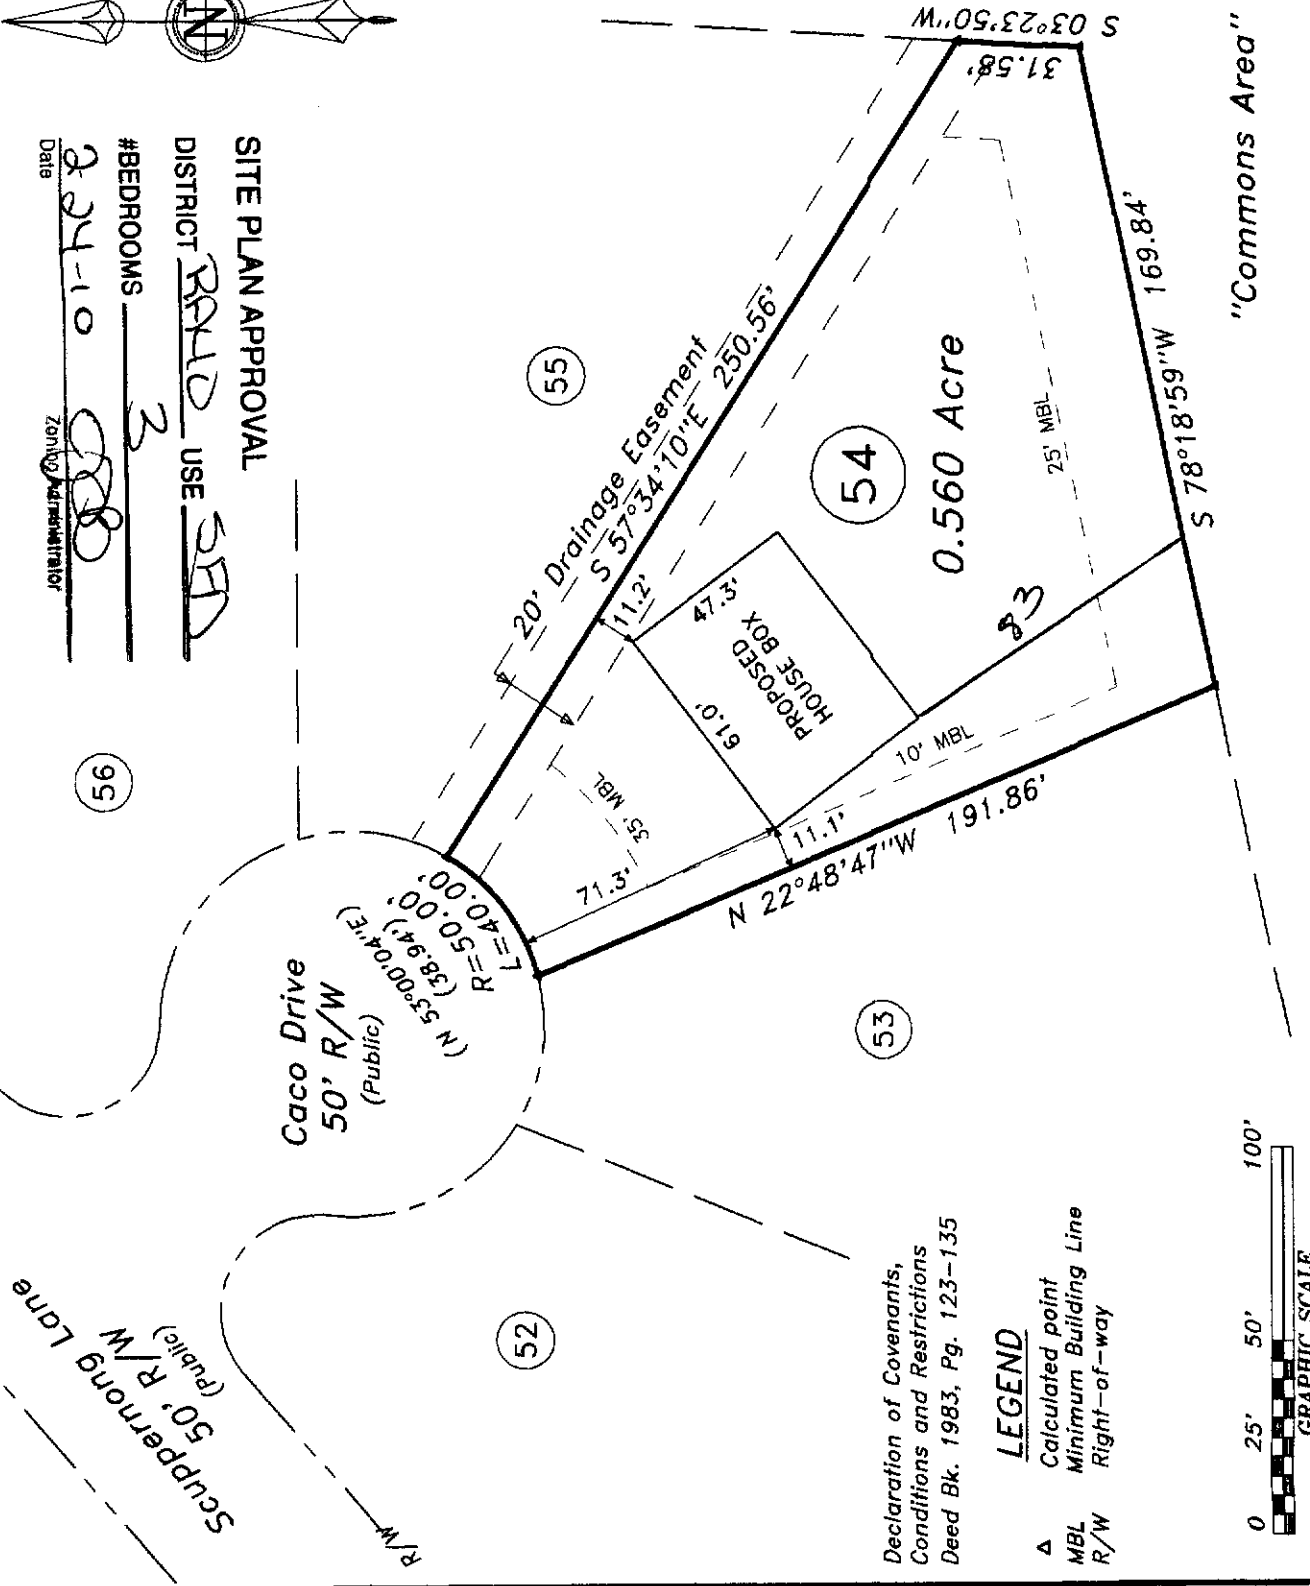 N
SITE PLAN APPROVAL
DISTRICT RA40 USE SFD
#BEDROOMS 3
2-24-10
Date
Zoning Administrator
S 03°23'50"W
31.58'
"Commons Area"
S 78°18'59"W 169.84'
20' Drainage Easement
S 57°34'10"E 250.56'
55
54
0.560 Acre
25' MBL
11.2'
47.3'
PROPOSED
HOUSE BOX
61.0'
83
10' MBL
35' MBL
71.3'
11.1'
N 22°48'47"W 191.86'
56
Caco Drive
50' R/W
(Public)
(N 53°00'04"E)
(38.94')
R=50.00'
L=40.00'
53
52
Scuppernong Lane
50' R/W
(Public)
R/W
Declaration of Covenants,
Conditions and Restrictions
Deed Bk. 1983, Pg. 123-135
LEGEND
Δ Calculated point
MBL Minimum Building Line
R/W Right-of-way
0 25' 50' 100'
GRAPHIC SCALE